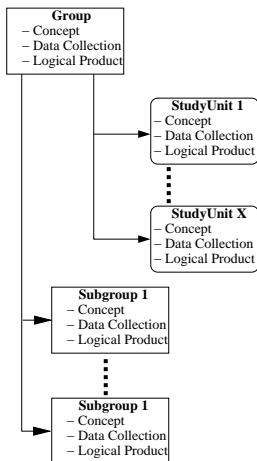 Group
– Concept
– Data Collection
– Logical Product
StudyUnit 1
– Concept
– Data Collection
– Logical Product
StudyUnit X
– Concept
– Data Collection
– Logical Product
Subgroup 1
– Concept
– Data Collection
– Logical Product
Subgroup 1
– Concept
– Data Collection
– Logical Product